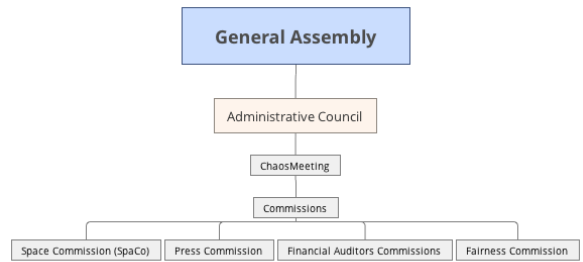 General Assembly
Administrative Council
ChaosMeeting
Commissions
Space Commission (SpaCo)
Press Commission
Financial Auditors Commissions
Fairness Commission